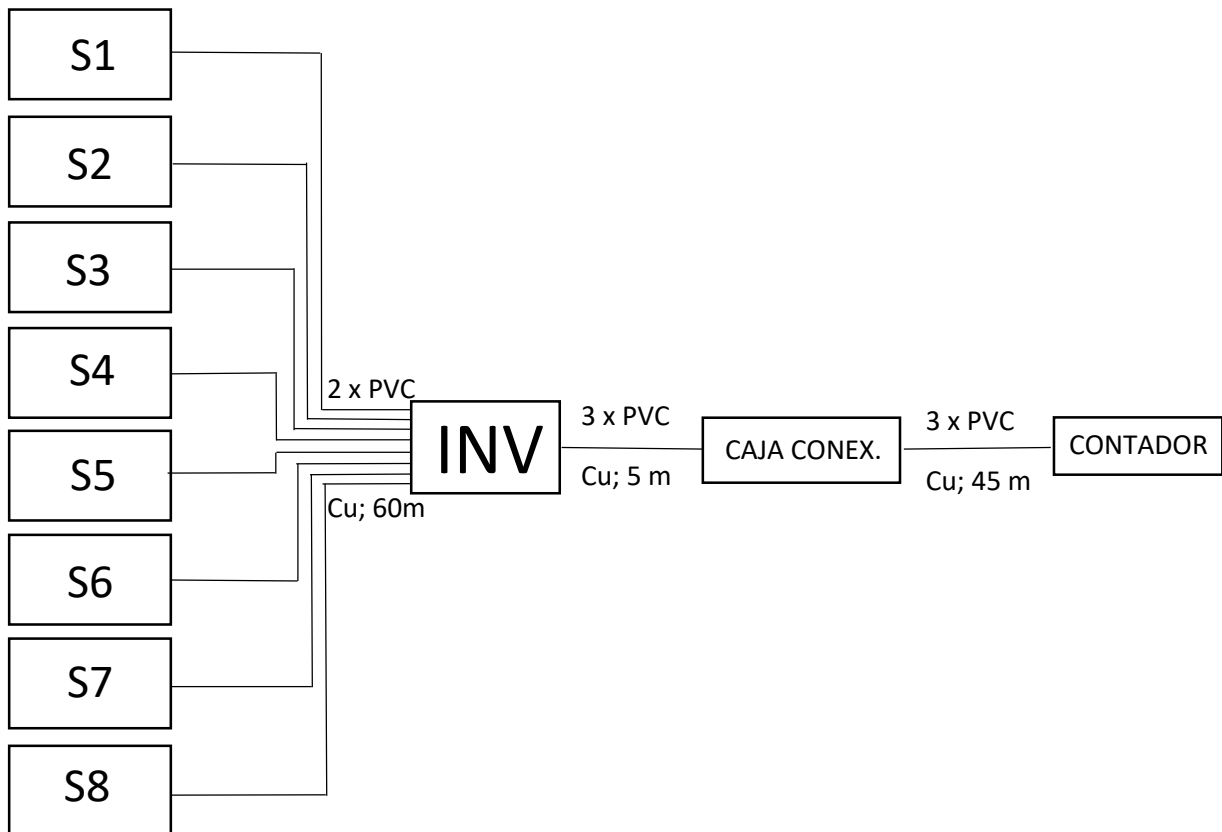 S1
S2
S3
S4
S5
S6
S7
S8
2 x PVC
Cu; 60m
INV
3 x PVC
Cu; 5 m
CAJA CONEX.
3 x PVC
Cu; 45 m
CONTADOR